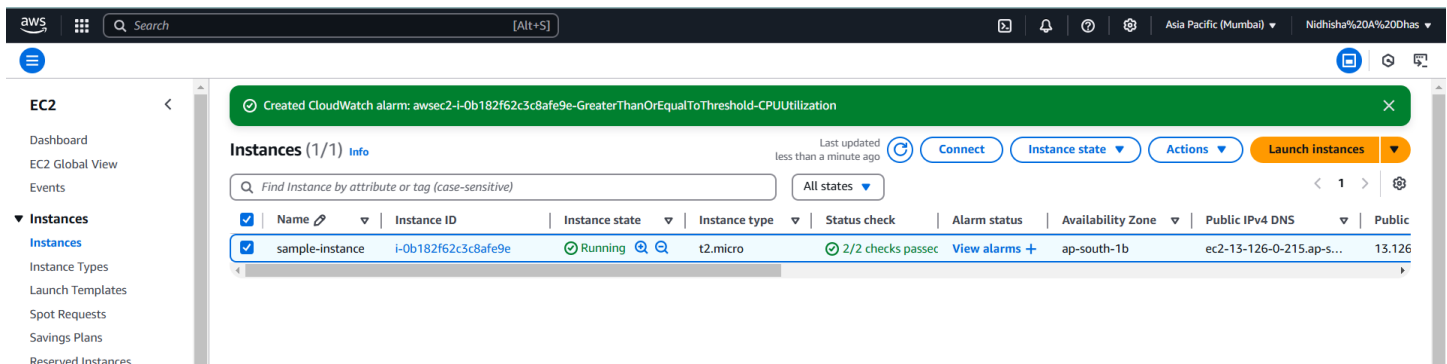 aws Search [Alt+S] Asia Pacific (Mumbai) Nidhisha%20A%20Dhas
EC2
Dashboard
EC2 Global View
Events
Instances
Instances
Instance Types
Launch Templates
Spot Requests
Savings Plans
Reserved Instances
Created CloudWatch alarm: awsec2-i-0b182f62c3c8afe9e-GreaterThanOrEqualToThreshold-CPUUtilization
Instances (1/1) Info
Last updated
less than a minute ago
Connect Instance state Actions Launch instances
Find Instance by attribute or tag (case-sensitive) All states 1
Name Instance ID Instance state Instance type Status check Alarm status Availability Zone Public IPv4 DNS Public
sample-instance i-0b182f62c3c8afe9e Running t2.micro 2/2 checks passec View alarms + ap-south-1b ec2-13-126-0-215.ap-s... 13.126